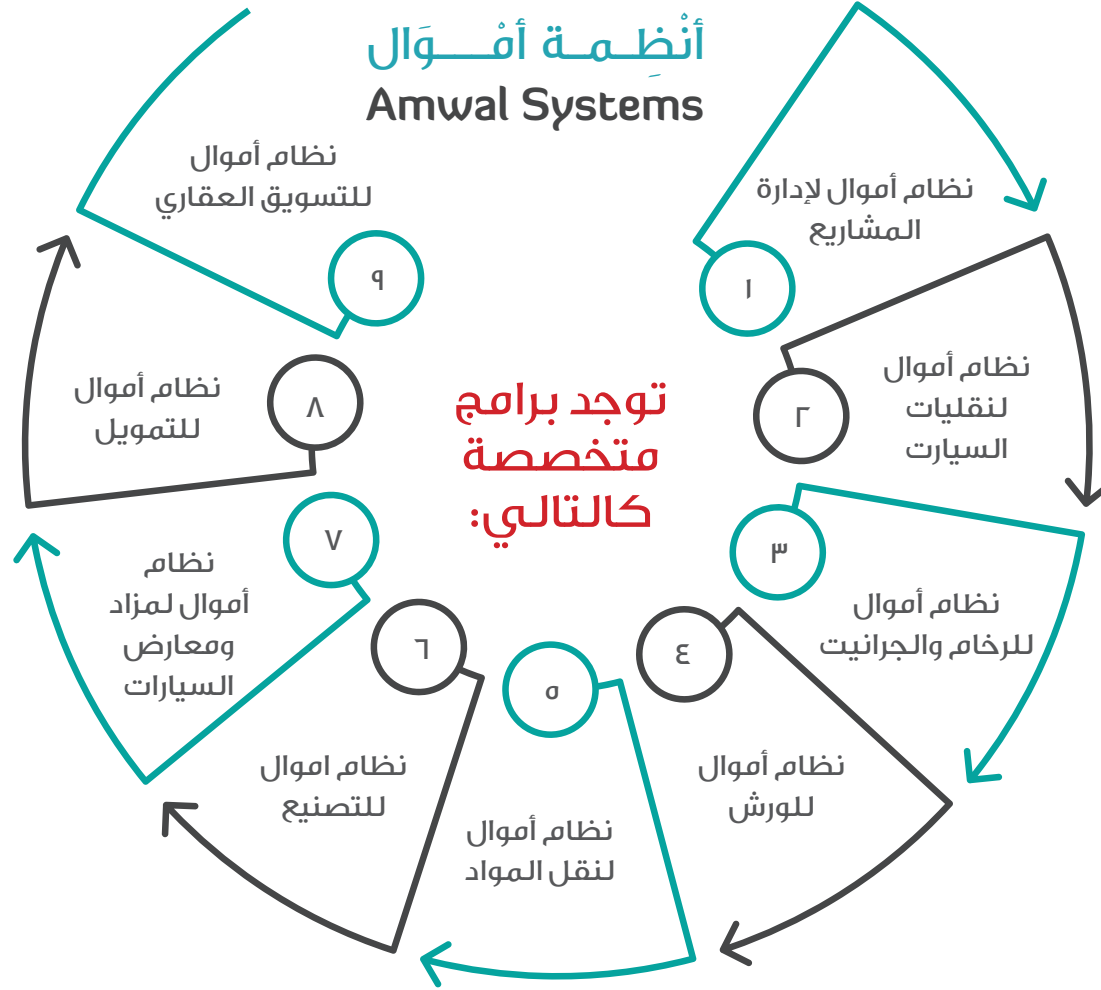 أنْظِـمـة أمْـــوَال
Amwal Systems
توجد برامج
متخصصة
كالتالي:
١
نظام أموال لإدارة
المشاريع
٢
نظام أموال
لنقليات
السيارت
٣
نظام أموال
للرخام والجرانيت
٤
نظام أموال
للورش
٥
نظام أموال
لنقل المواد
٦
نظام اموال
للتصنيع
٧
نظام
أموال لمزاد
ومعارض
السيارات
٨
نظام أموال
للتمويل
٩
نظام أموال
للتسويق العقاري